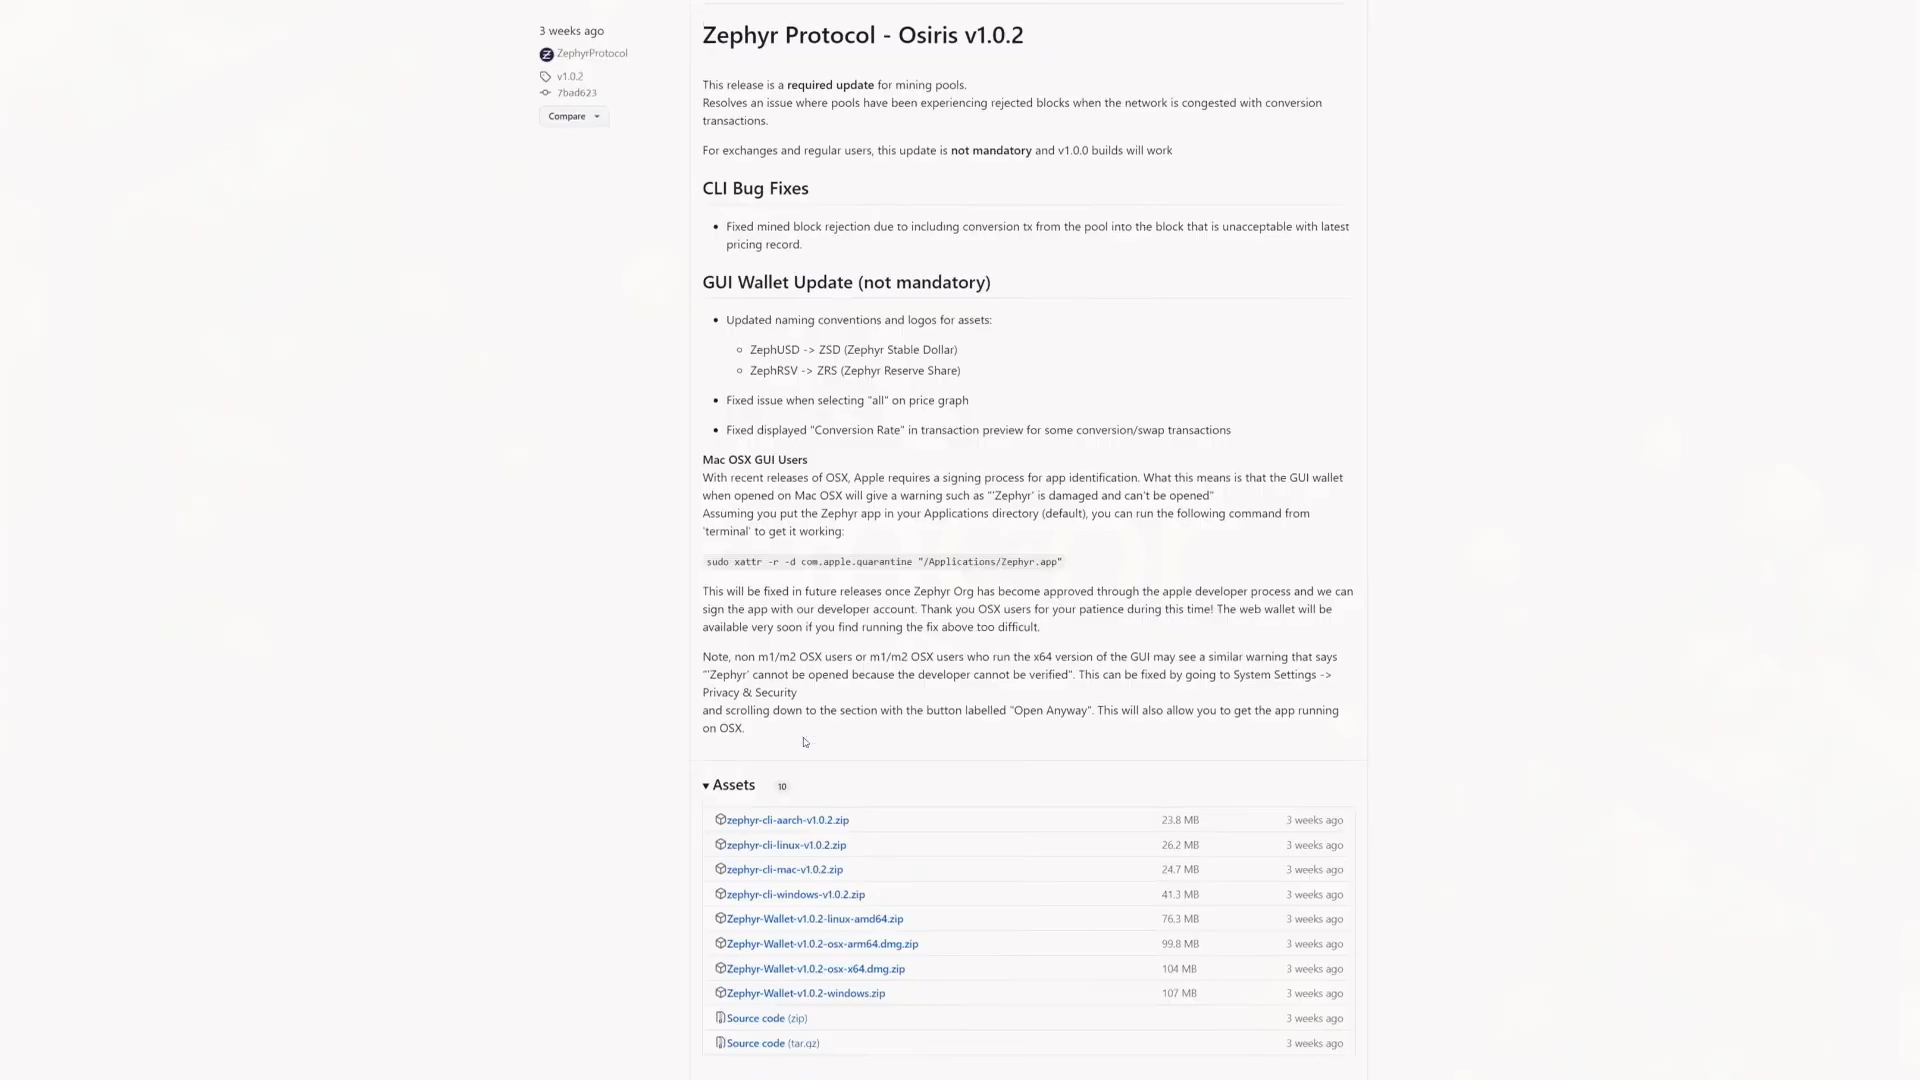 3 weeks ago
ZephyrProtocol
v1.0.2
7bad623
Compare
Zephyr Protocol - Osiris v1.0.2
This release is a required update for mining pools.
Resolves an issue where pools have been experiencing rejected blocks when the network is congested with conversion
transactions.
For exchanges and regular users, this update is not mandatory and v1.0.0 builds will work
CLI Bug Fixes
• Fixed mined block rejection due to including conversion tx from the pool into the block that is unacceptable with latest
pricing record.
GUI Wallet Update (not mandatory)
• Updated naming conventions and logos for assets:
◦ ZephUSD -> ZSD (Zephyr Stable Dollar)
◦ ZephRSV -> ZRS (Zephyr Reserve Share)
• Fixed issue when selecting "all" on price graph
• Fixed displayed "Conversion Rate" in transaction preview for some conversion/swap transactions
Mac OSX GUI Users
With recent releases of OSX, Apple requires a signing process for app identification. What this means is that the GUI wallet
when opened on Mac OSX will give a warning such as "'Zephyr' is damaged and can't be opened"
Assuming you put the Zephyr app in your Applications directory (default), you can run the following command from
'terminal' to get it working:
sudo xattr -r -d com.apple.quarantine "/Applications/Zephyr.app"
This will be fixed in future releases once Zephyr Org has become approved through the apple developer process and we can
sign the app with our developer account. Thank you OSX users for your patience during this time! The web wallet will be
available very soon if you find running the fix above too difficult.
Note, non m1/m2 OSX users or m1/m2 OSX users who run the x64 version of the GUI may see a similar warning that says
"'Zephyr' cannot be opened because the developer cannot be verified". This can be fixed by going to System Settings ->
Privacy & Security
and scrolling down to the section with the button labelled "Open Anyway". This will also allow you to get the app running
on OSX.
Assets 10
zephyr-cli-aarch-v1.0.2.zip 23.8 MB 3 weeks ago
zephyr-cli-linux-v1.0.2.zip 26.2 MB 3 weeks ago
zephyr-cli-mac-v1.0.2.zip 24.7 MB 3 weeks ago
zephyr-cli-windows-v1.0.2.zip 41.3 MB 3 weeks ago
Zephyr-Wallet-v1.0.2-linux-amd64.zip 76.3 MB 3 weeks ago
Zephyr-Wallet-v1.0.2-osx-arm64.dmg.zip 99.8 MB 3 weeks ago
Zephyr-Wallet-v1.0.2-osx-x64.dmg.zip 104 MB 3 weeks ago
Zephyr-Wallet-v1.0.2-windows.zip 107 MB 3 weeks ago
Source code (zip) 3 weeks ago
Source code (tar.gz) 3 weeks ago